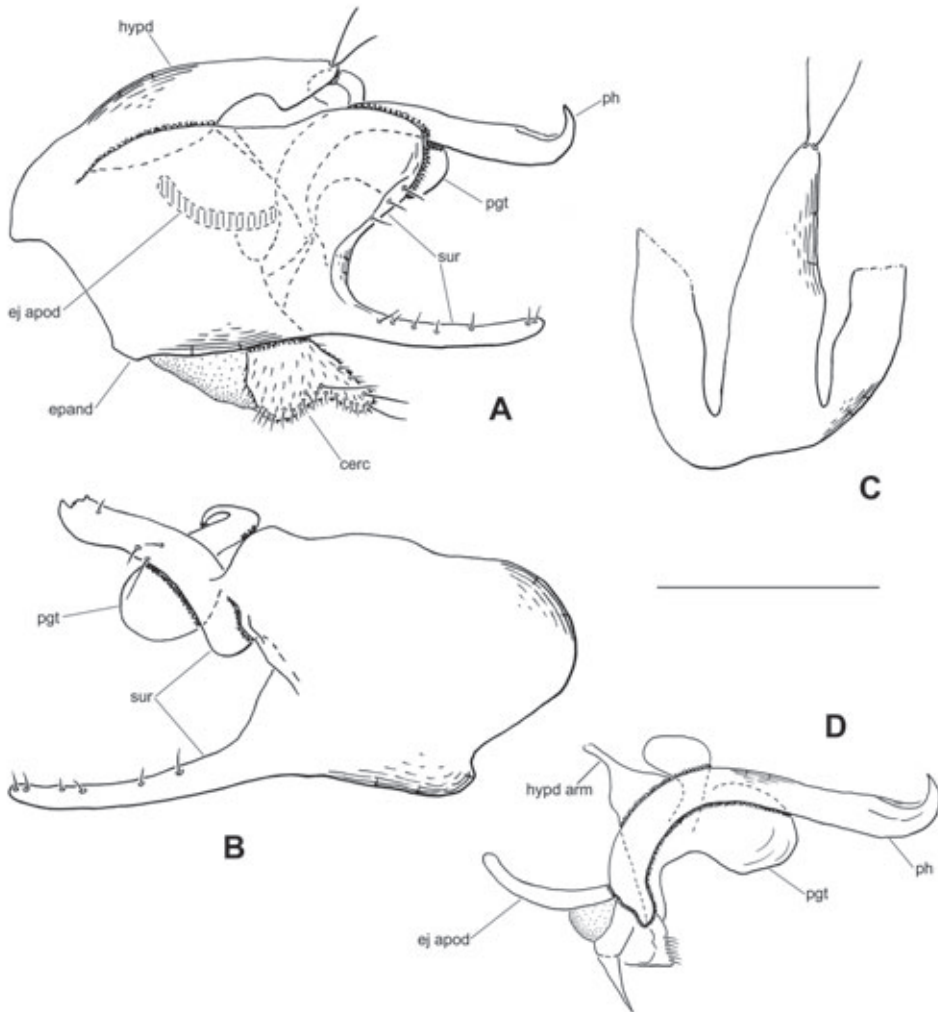 hypd
ph
pgt
sur
ej apod
epand
cerc
A
C
pgt
sur
B
D
hypd arm
ph
pgt
ej apod